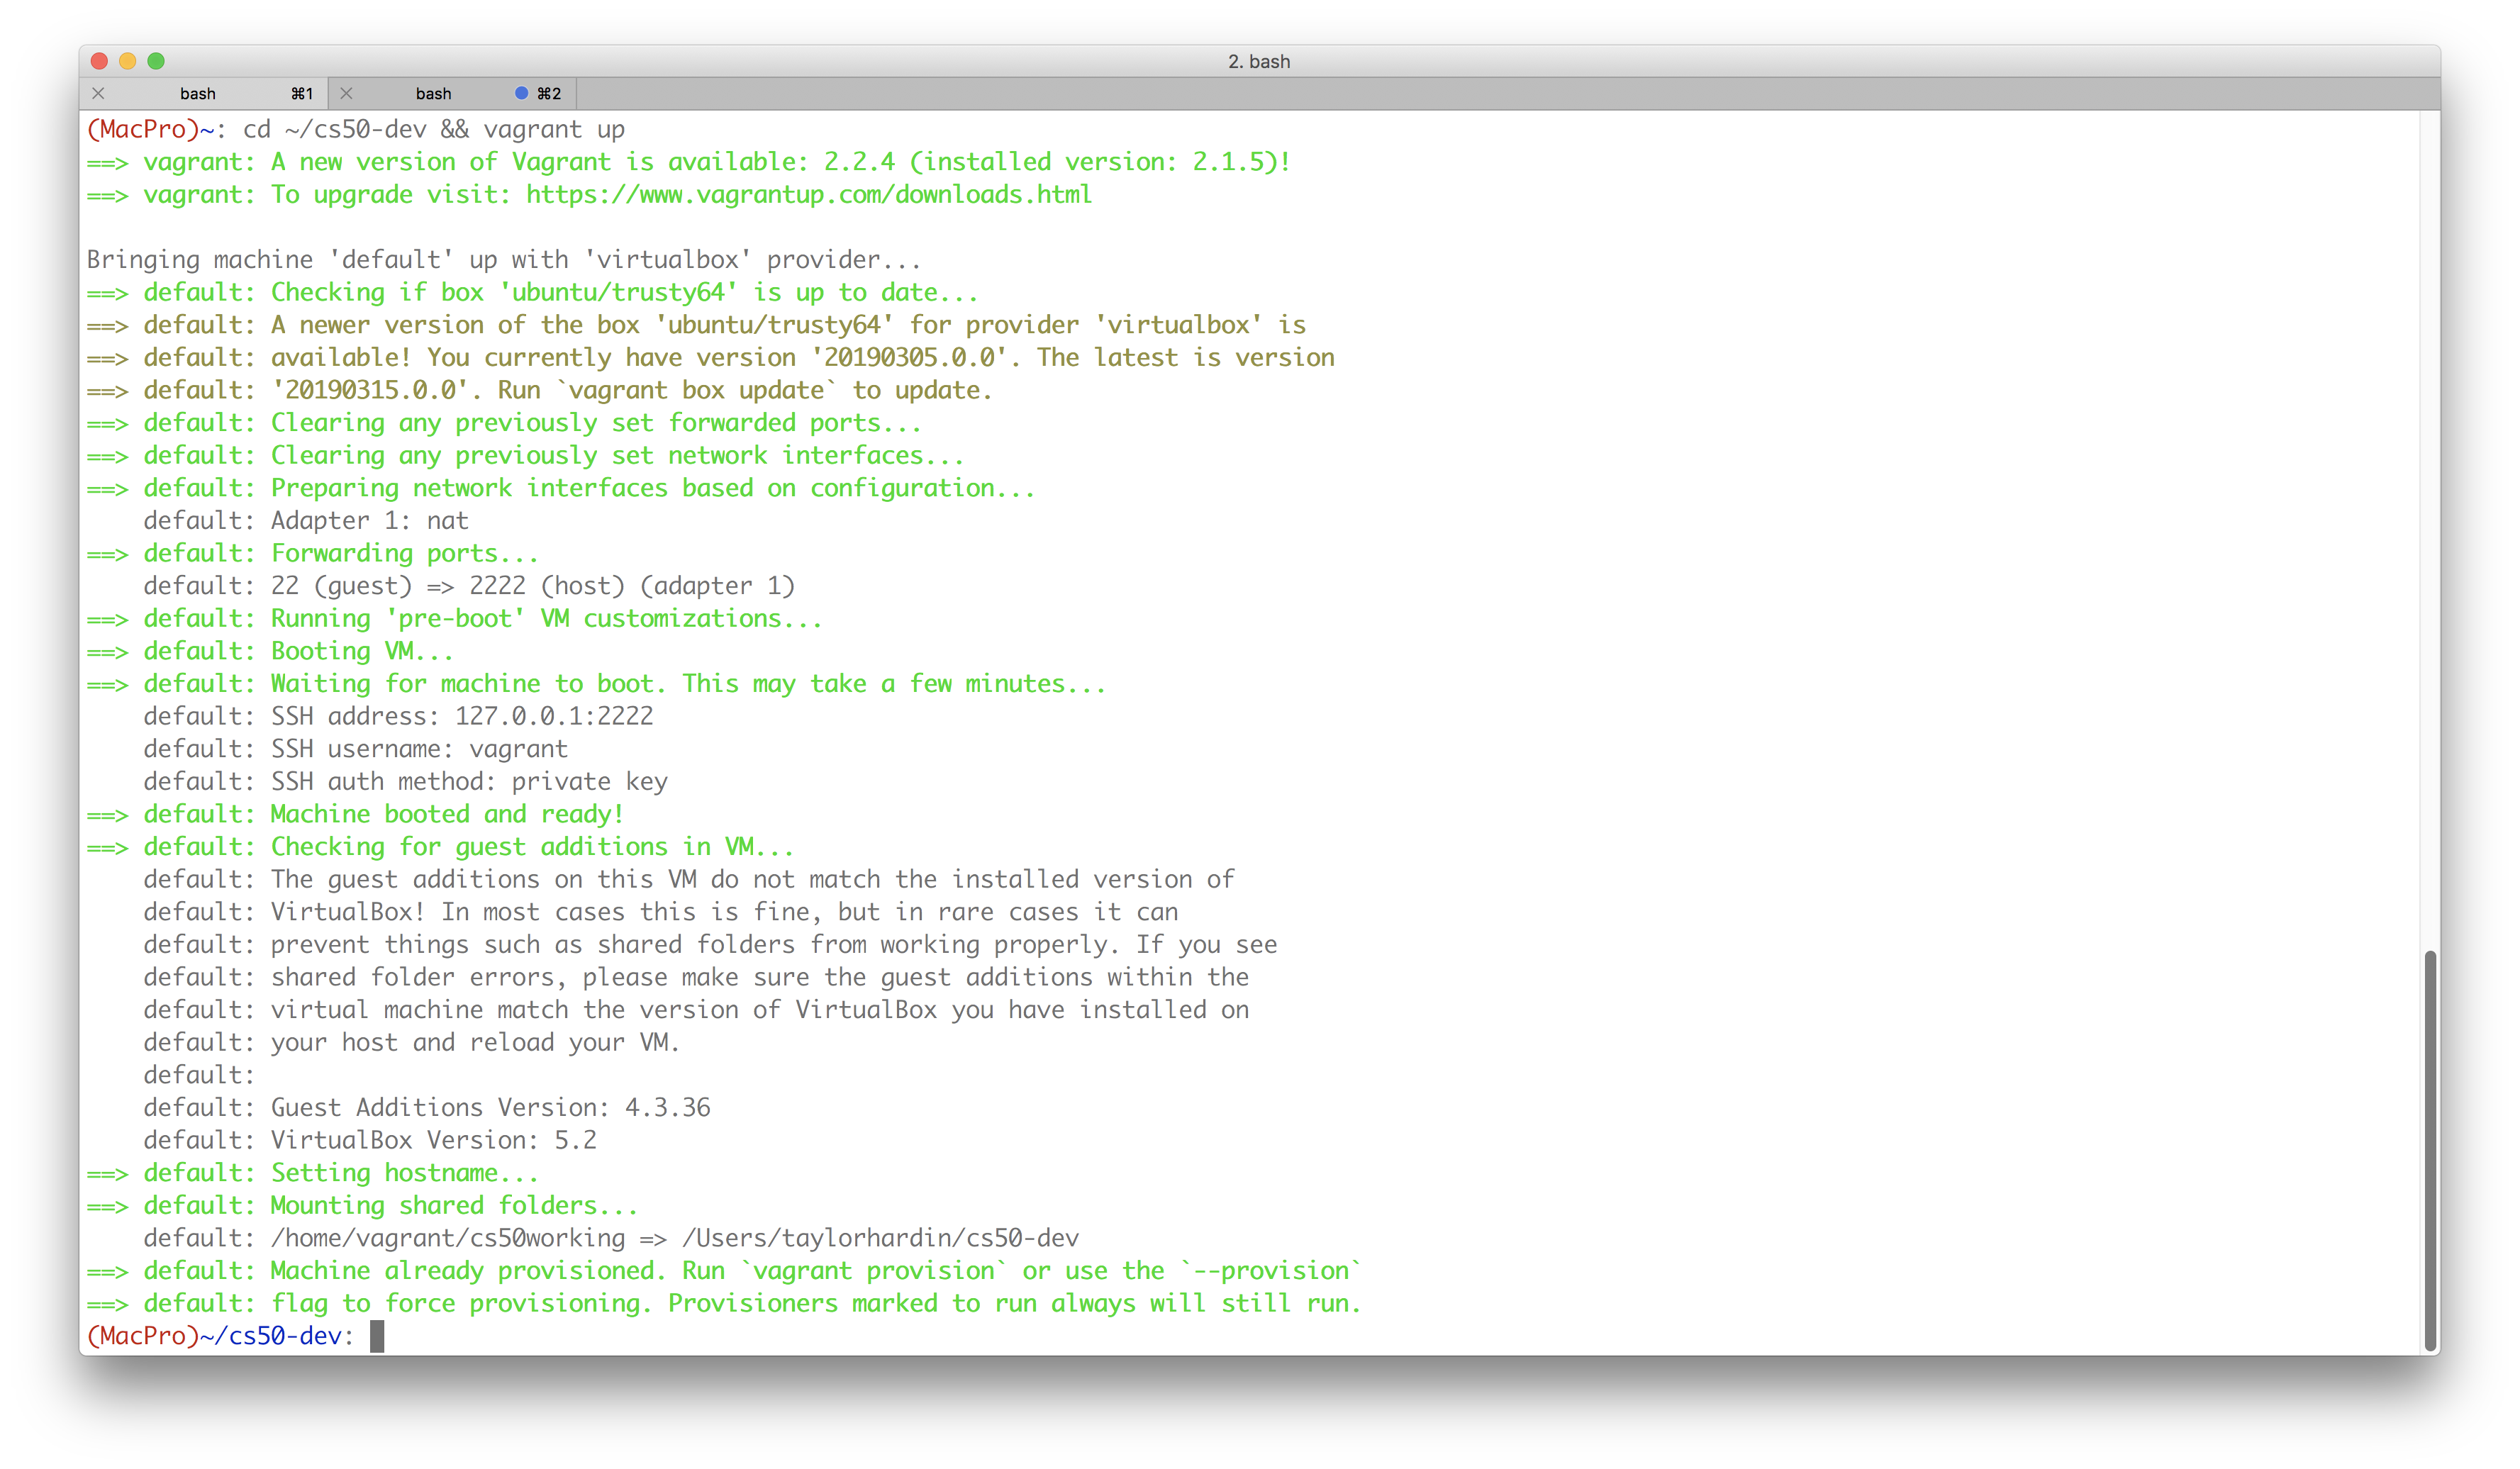 2. bash
bash ⌘1 bash ⌘2
(MacPro)~: cd ~/cs50-dev && vagrant up
==> vagrant: A new version of Vagrant is available: 2.2.4 (installed version: 2.1.5)!
==> vagrant: To upgrade visit: https://www.vagrantup.com/downloads.html
Bringing machine 'default' up with 'virtualbox' provider...
==> default: Checking if box 'ubuntu/trusty64' is up to date...
==> default: A newer version of the box 'ubuntu/trusty64' for provider 'virtualbox' is
==> default: available! You currently have version '20190305.0.0'. The latest is version
==> default: '20190315.0.0'. Run `vagrant box update` to update.
==> default: Clearing any previously set forwarded ports...
==> default: Clearing any previously set network interfaces...
==> default: Preparing network interfaces based on configuration...
    default: Adapter 1: nat
==> default: Forwarding ports...
    default: 22 (guest) => 2222 (host) (adapter 1)
==> default: Running 'pre-boot' VM customizations...
==> default: Booting VM...
==> default: Waiting for machine to boot. This may take a few minutes...
    default: SSH address: 127.0.0.1:2222
    default: SSH username: vagrant
    default: SSH auth method: private key
==> default: Machine booted and ready!
==> default: Checking for guest additions in VM...
    default: The guest additions on this VM do not match the installed version of
    default: VirtualBox! In most cases this is fine, but in rare cases it can
    default: prevent things such as shared folders from working properly. If you see
    default: shared folder errors, please make sure the guest additions within the
    default: virtual machine match the version of VirtualBox you have installed on
    default: your host and reload your VM.
    default:
    default: Guest Additions Version: 4.3.36
    default: VirtualBox Version: 5.2
==> default: Setting hostname...
==> default: Mounting shared folders...
    default: /home/vagrant/cs50working => /Users/taylorhardin/cs50-dev
==> default: Machine already provisioned. Run `vagrant provision` or use the `--provision`
==> default: flag to force provisioning. Provisioners marked to run always will still run.
(MacPro)~/cs50-dev: